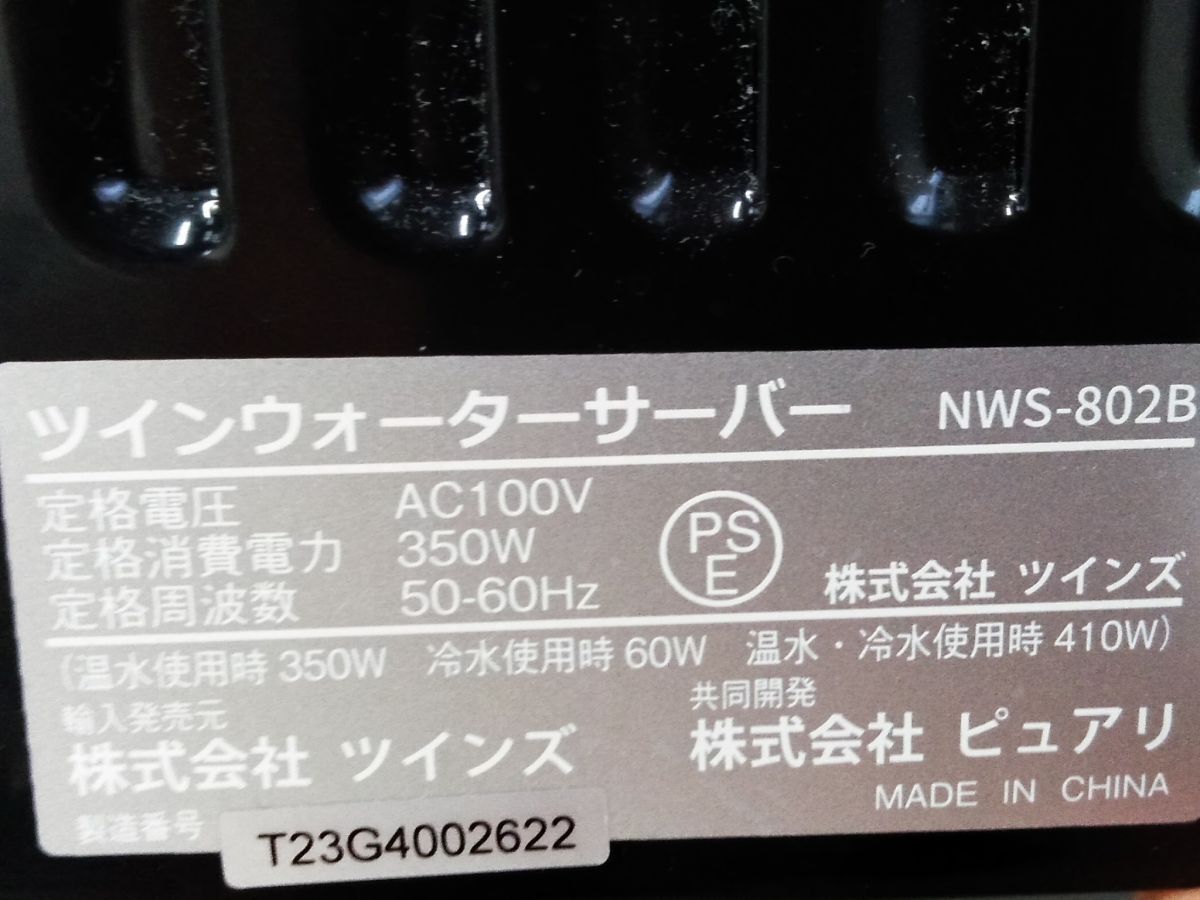 ツインウォーターサーバー NWS-802B
定格電圧 AC100V
定格消費電力 350W
定格周波数 50-60Hz
PSE
株式会社 ツインズ
(温水使用時 350W 冷水使用時 60W 温水・冷水使用時 410W)
輸入発売元
株式会社 ツインズ
共同開発
株式会社 ピュアリ
MADE IN CHINA
製造番号 T23G4002622